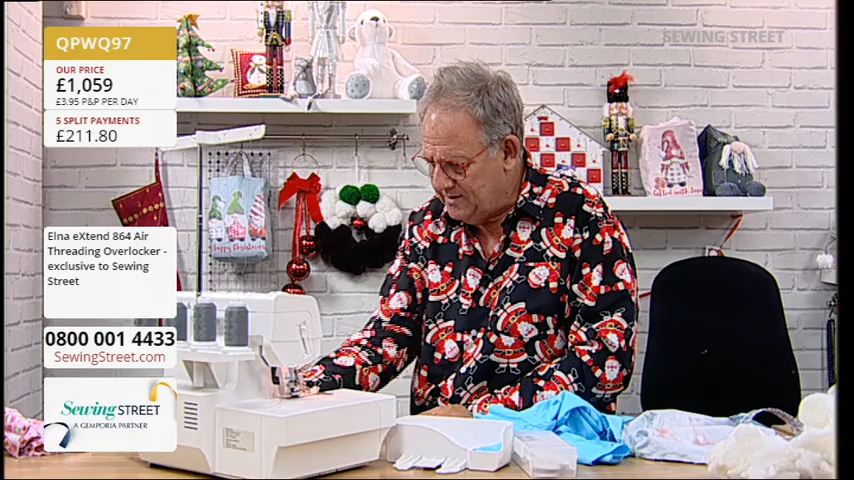 QPWQ97
OUR PRICE
£1,059
£3.95 P&P PER DAY
5 SPLIT PAYMENTS
£211.80
Elna eXtend 864 Air
Threading Overlocker -
exclusive to Sewing
Street
0800 001 4433
SewingStreet.com
Sewing STREET
A GEMPORIA PARTNER
SEWING STREET
Happy Christmas